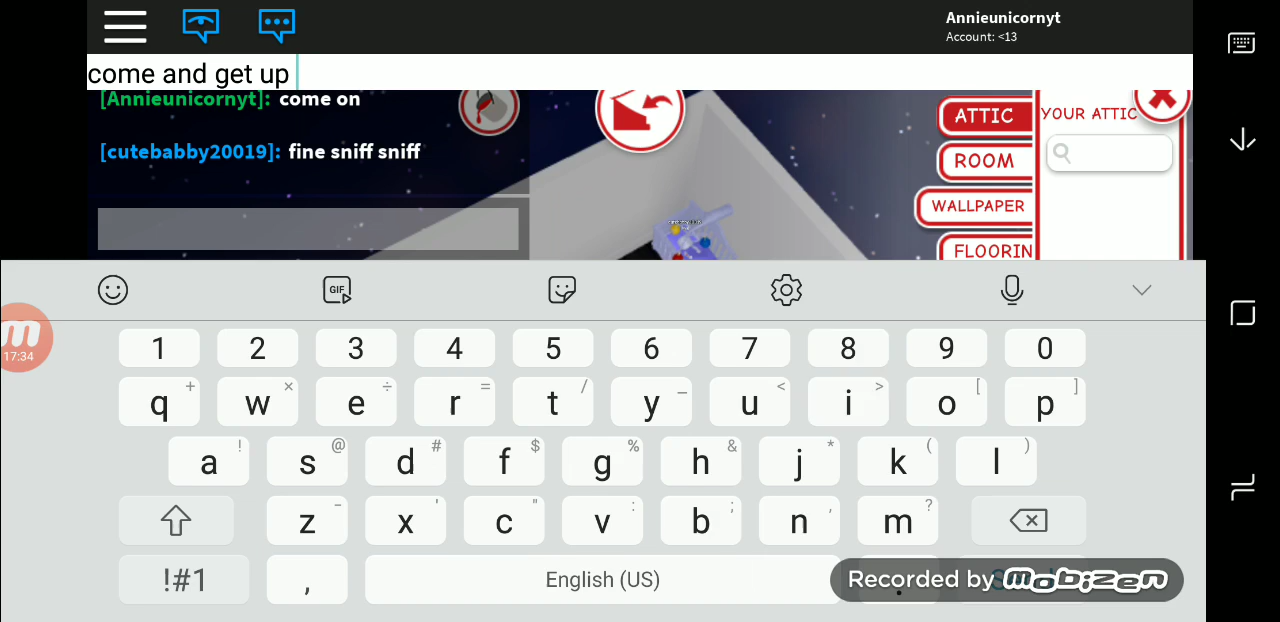 Annieunicornyt
Account: <13
come and get up
[Annieunicornyt]: come on
[cutebabby20019]: fine sniff sniff
ATTIC
YOUR ATTIC
ROOM
WALLPAPER
FLOORIN
GIF
17:34
1 2 3 4 5 6 7 8 9 0
+ × ÷ = / _ < > [ ]
q w e r t y u i o p
! @ # $ % & * ( )
a s d f g h j k l
- ' " : ; , ?
z x c v b n m
!#1 , English (US) .
Recorded by mobizen